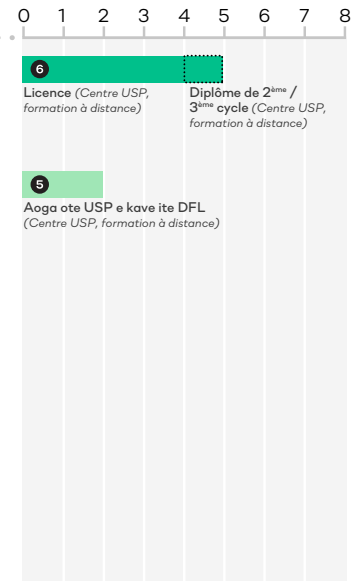 0 1 2 3 4 5 6 7 8
6
Licence (Centre USP,
formation à distance)
Diplôme de 2ème /
3ème cycle (Centre USP,
formation à distance)
5
Aoga ote USP e kave ite DFL
(Centre USP, formation à distance)